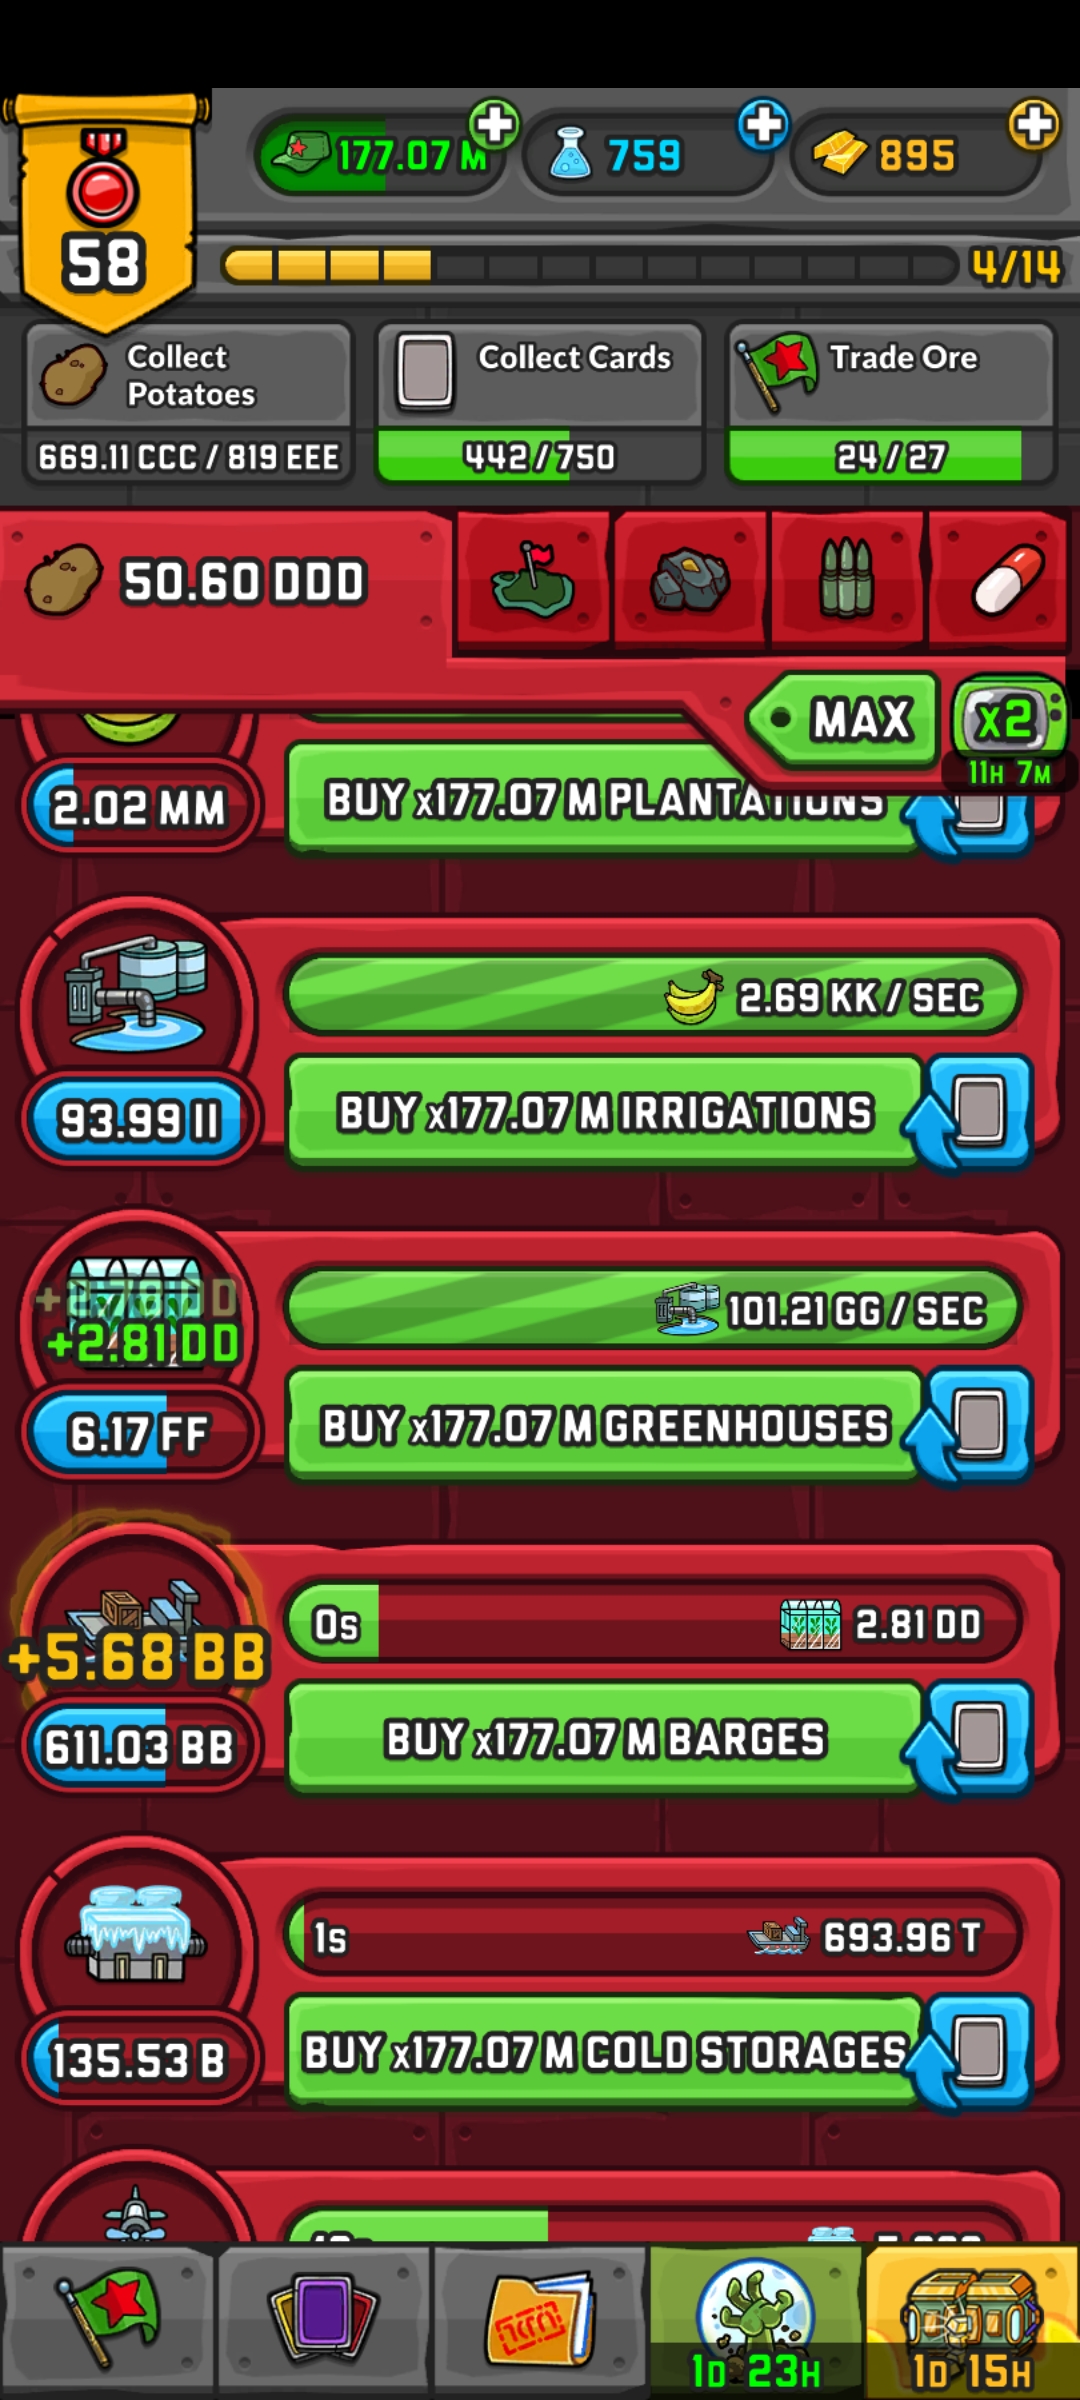 177.07 M
759
895
58
4/14
Collect
Potatoes
669.11 CCC / 819 EEE
Collect Cards
442/750
Trade Ore
24/27
50.60 DDD
MAX
x2
11H 7M
2.02 MM
BUY x177.07 M PLANTATIONS
2.69 KK / SEC
93.99 II
BUY x177.07 M IRRIGATIONS
+2.81 DD
101.21 GG / SEC
6.17 FF
BUY x177.07 M GREENHOUSES
+5.68 BB
0s
2.81 DD
611.03 BB
BUY x177.07 M BARGES
1s
693.96 T
135.53 B
BUY x177.07 M COLD STORAGES
1D 23H
1D 15H